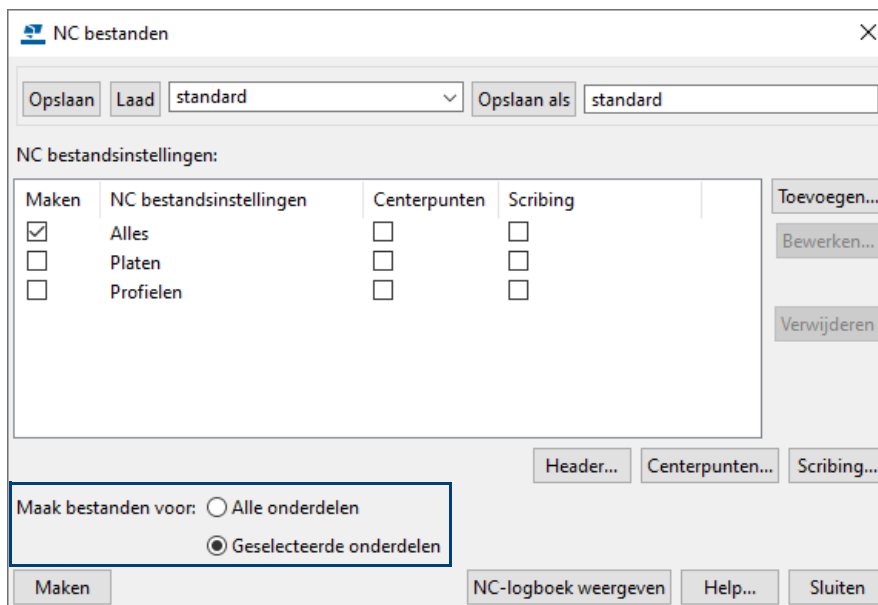 NC bestanden
Opslaan Laad standard Opslaan als standard
NC bestandsinstellingen:
Maken NC bestandsinstellingen Centerpunten Scribing
Toevoegen...
Alles
Bewerken...
Platen
Profielen
Verwijderen
Header... Centerpunten... Scribing...
Maak bestanden voor: Alle onderdelen
Geselecteerde onderdelen
Maken NC-logboek weergeven Help... Sluiten